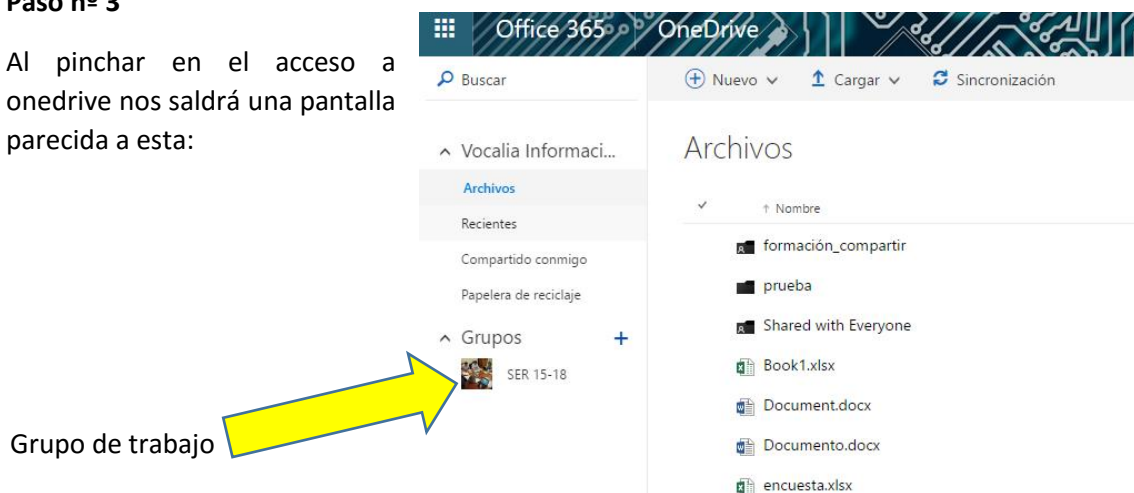 Paso nº 3
Al pinchar en el acceso a
onedrive nos saldrá una pantalla
parecida a esta:
Grupo de trabajo
Office 365
OneDrive
Buscar
Nuevo
Cargar
Sincronización
Vocalia Informaci...
Archivos
Recientes
Compartido conmigo
Papelera de reciclaje
Grupos
SER 15-18
Archivos
Nombre
formación_compartir
prueba
Shared with Everyone
Book1.xlsx
Document.docx
Documento.docx
encuesta.xlsx